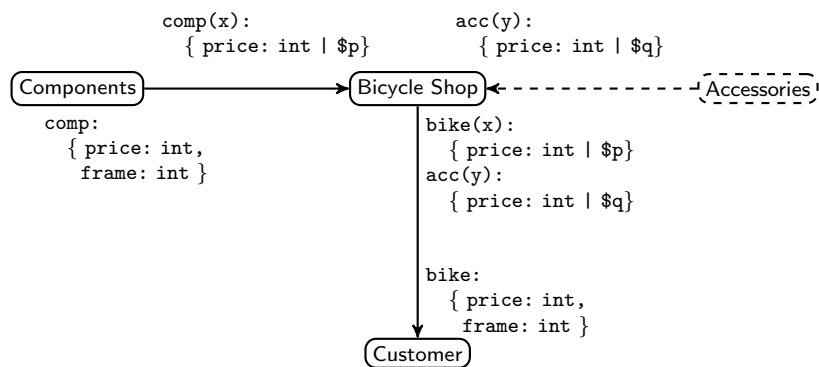 comp(x):
{ price: int | $p}
acc(y):
{ price: int | $q}
Components
Bicycle Shop
Accessories
comp:
{ price: int,
frame: int }
bike(x):
{ price: int | $p}
acc(y):
{ price: int | $q}
bike:
{ price: int,
frame: int }
Customer